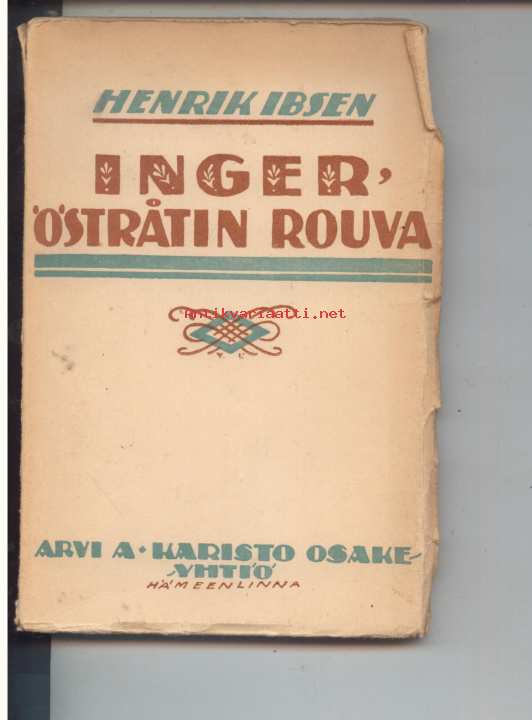 HENRIK IBSEN
INGER,
ÖSTRÅTIN ROUVA
Antikvariaatti.net
ARVI A. KARISTO OSAKE-
YHTIÖ
HÄMEENLINNA